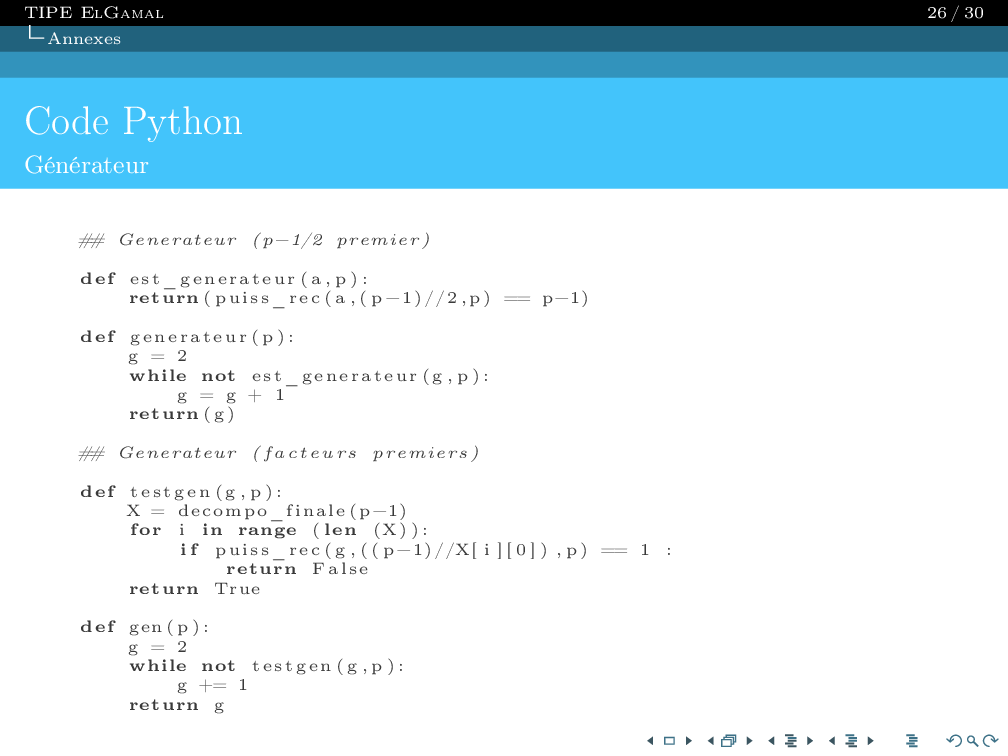 TIPE ElGamal 26 / 30
Annexes
Code Python
Générateur
## Generateur (p−1/2 premier)
def est_generateur(a,p):
    return(puiss_rec(a,(p−1)//2,p) == p−1)
def generateur(p):
    g = 2
    while not est_generateur(g,p):
        g = g + 1
    return(g)
## Generateur (facteurs premiers)
def testgen(g,p):
    X = decompo_finale(p−1)
    for i in range (len (X)):
        if puiss_rec(g,((p−1)//X[i][0]),p) == 1 :
            return False
    return True
def gen(p):
    g = 2
    while not testgen(g,p):
        g += 1
    return g